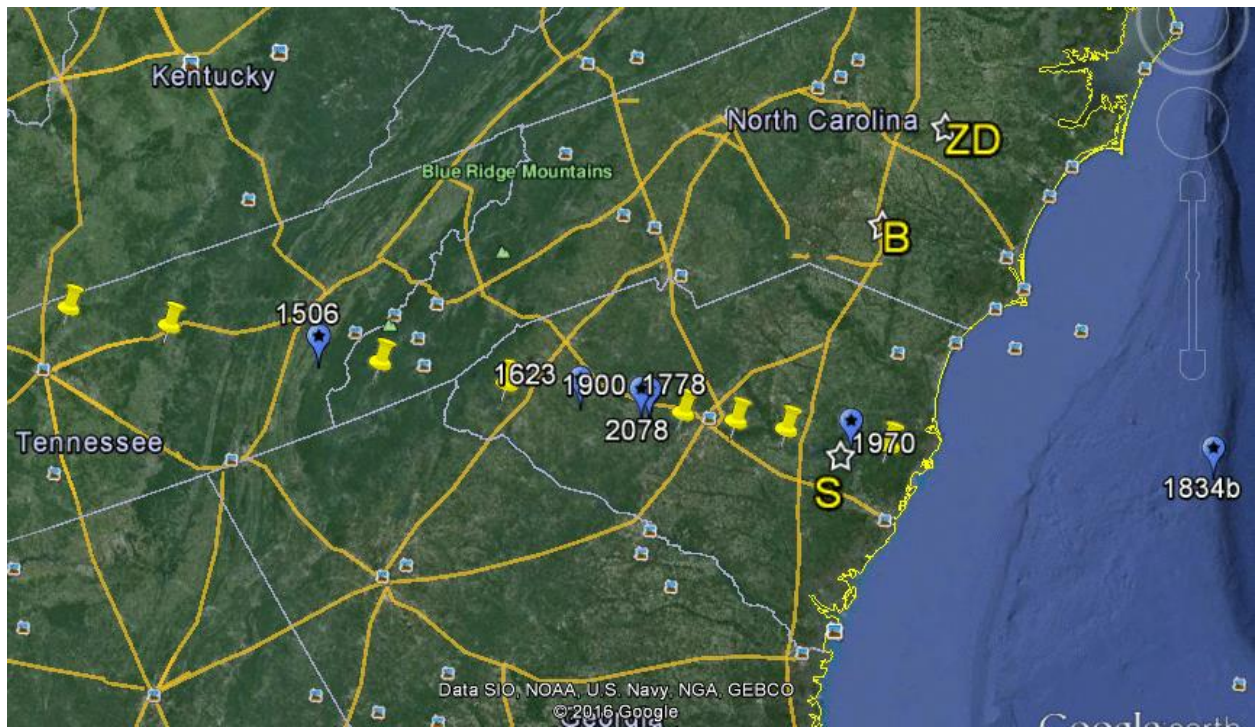 Kentucky
North Carolina
ZD
Blue Ridge Mountains
B
1506
1623
1900
1778
2078
Tennessee
1970
S
1834b
Data SIO, NOAA, U.S. Navy, NGA, GEBCO
© 2016 Google
Georgia
Google earth